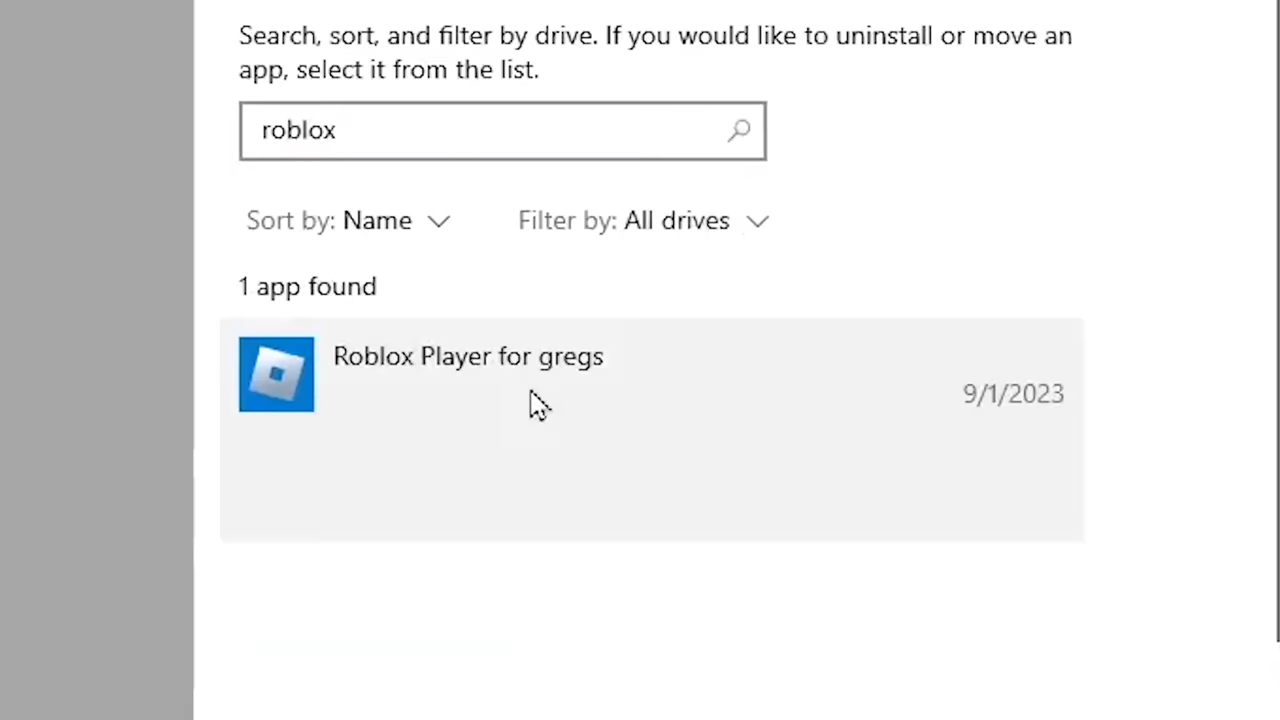 Search, sort, and filter by drive. If you would like to uninstall or move an
app, select it from the list.
roblox
Sort by: Name Filter by: All drives
1 app found
Roblox Player for gregs
9/1/2023